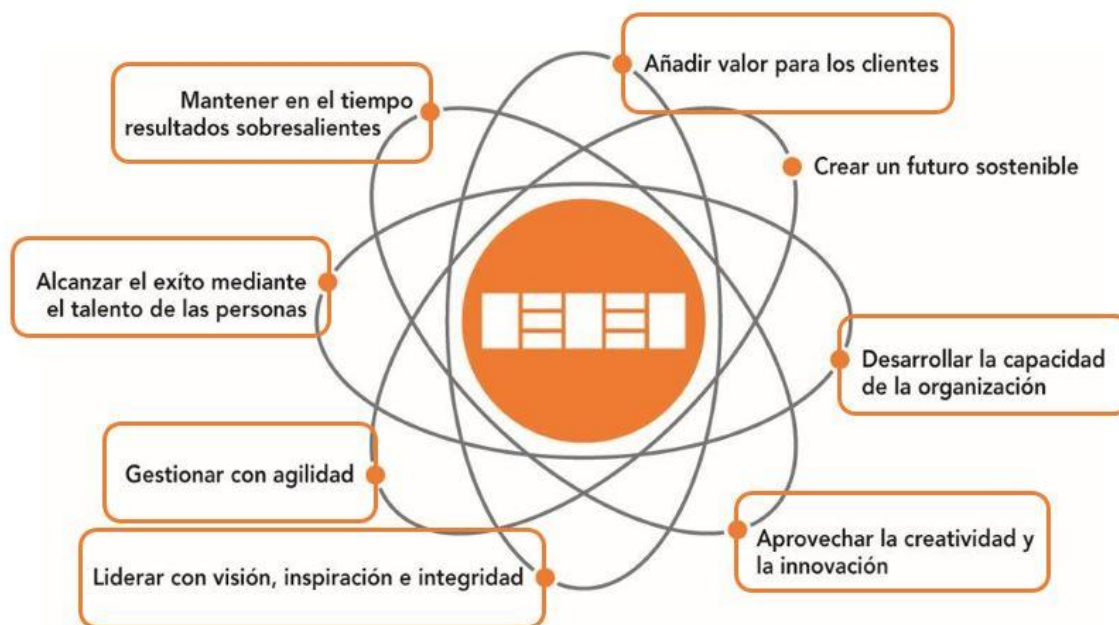 Añadir valor para los clientes
Mantener en el tiempo
resultados sobresalientes
Crear un futuro sostenible
Alcanzar el exíto mediante
el talento de las personas
Desarrollar la capacidad
de la organización
Gestionar con agilidad
Aprovechar la creatividad y
la innovación
Liderar con visión, inspiración e integridad